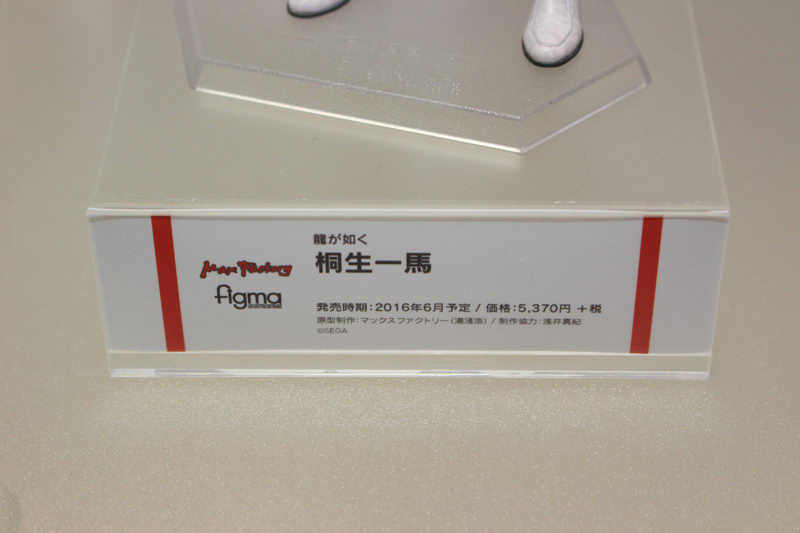 龍が如く
Max Factory
桐生一馬
figma
発売時期:2016年6月予定 / 価格:5,370円 +税
原型制作:マックスファクトリー(湯浅浩) / 制作協力:浅井真紀
©SEGA